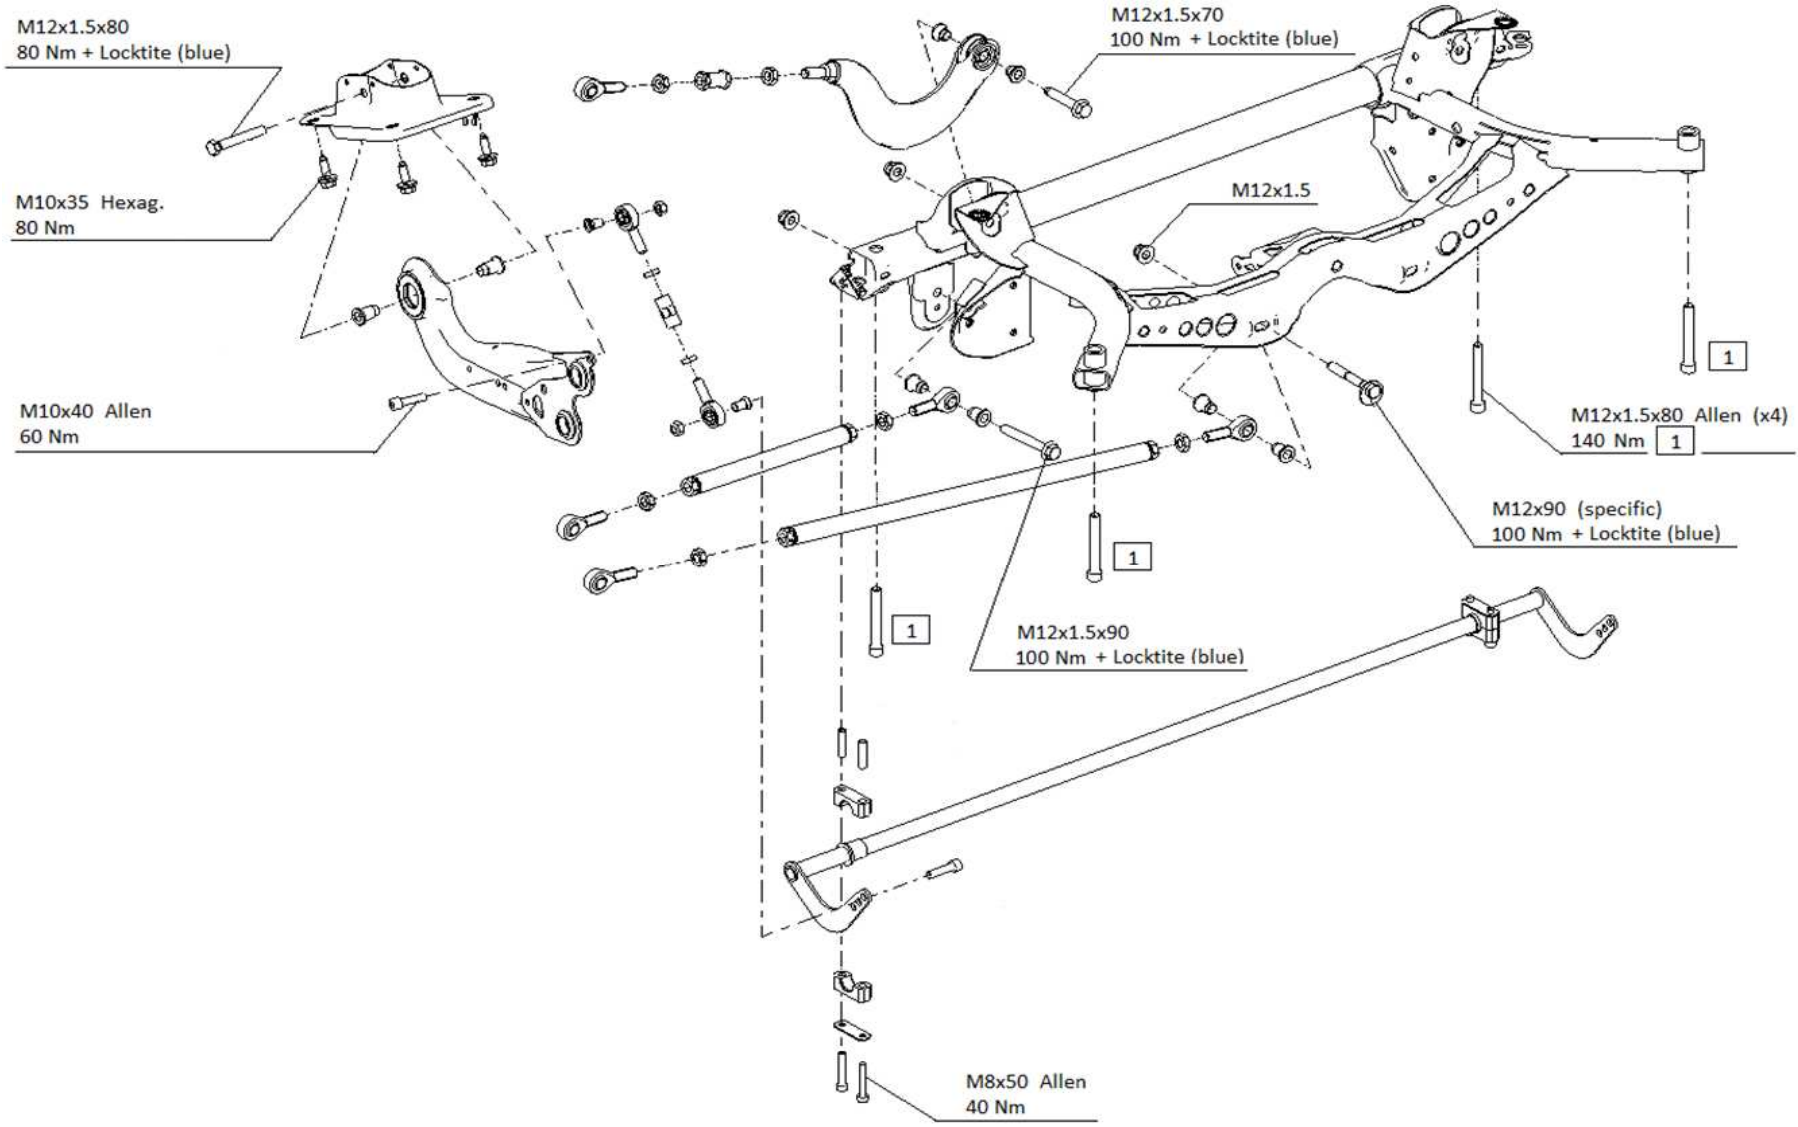 M12x1.5x80
80 Nm + Locktite (blue)
M12x1.5x70
100 Nm + Locktite (blue)
M10x35 Hexag.
80 Nm
M12x1.5
M10x40 Allen
60 Nm
1
M12x1.5x80 Allen (x4)
140 Nm 1
M12x90 (specific)
100 Nm + Locktite (blue)
1
1
M12x1.5x90
100 Nm + Locktite (blue)
M8x50 Allen
40 Nm